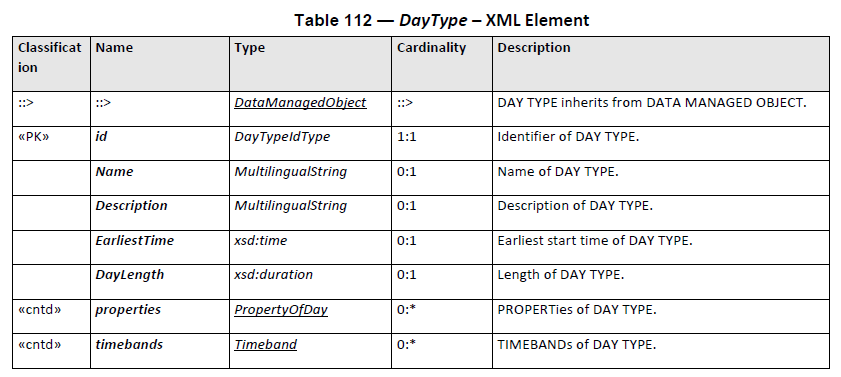 Table 112 — DayType – XML Element
Classificat Name Type Cardinality Description
ion
::> ::> DataManagedObject ::> DAY TYPE inherits from DATA MANAGED OBJECT.
«PK» id DayTypeIdType 1:1 Identifier of DAY TYPE.
Name MultilingualString 0:1 Name of DAY TYPE.
Description MultilingualString 0:1 Description of DAY TYPE.
EarliestTime xsd:time 0:1 Earliest start time of DAY TYPE.
DayLength xsd:duration 0:1 Length of DAY TYPE.
«cntd» properties PropertyOfDay 0:* PROPERTies of DAY TYPE.
«cntd» timebands Timeband 0:* TIMEBANDs of DAY TYPE.